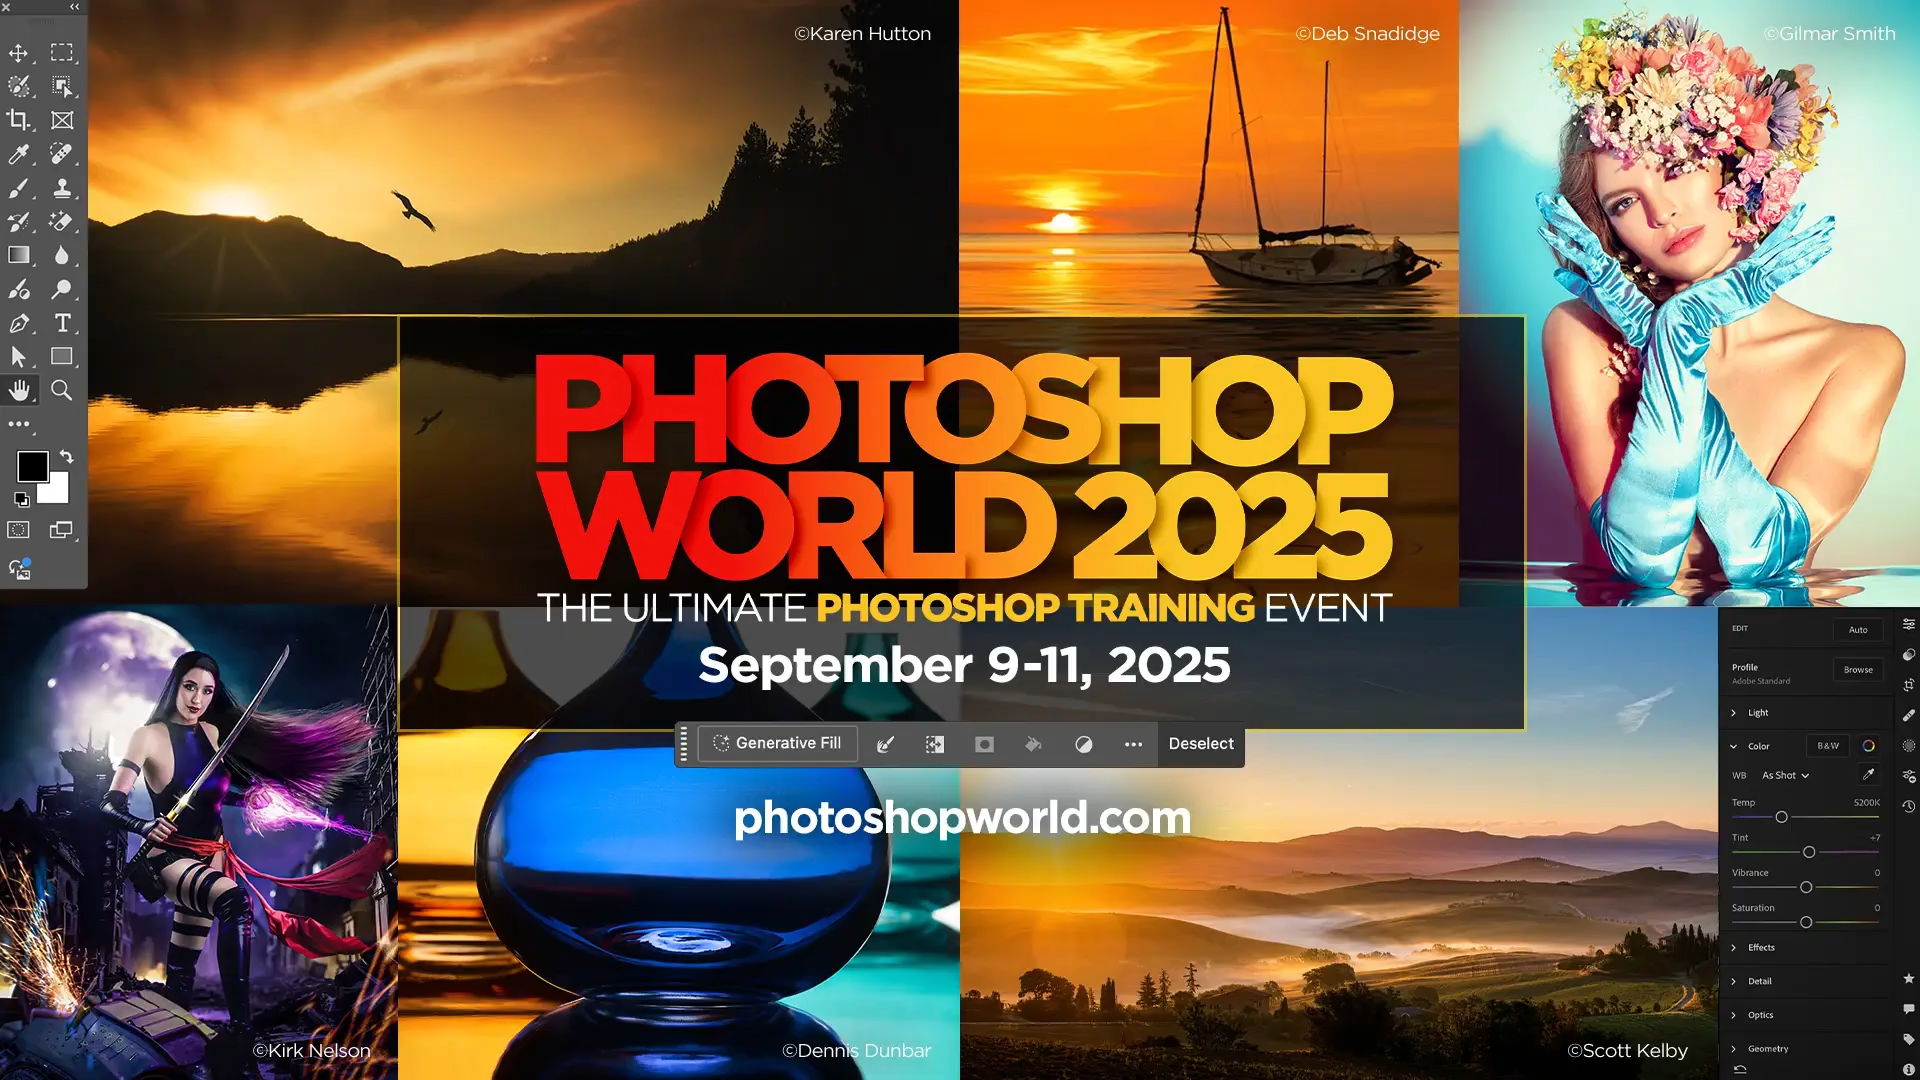 ©Karen Hutton
©Deb Snadidge
©Gilmar Smith
PHOTOSHOP
WORLD 2025
THE ULTIMATE PHOTOSHOP TRAINING EVENT
September 9-11, 2025
Generative Fill
Deselect
photoshopworld.com
EDIT
Auto
Profile
Adobe Standard
Browse
Light
Color
B&W
WB As Shot
Temp 5200K
Tint +7
Vibrance 0
Saturation 0
Effects
Detail
Optics
Geometry
©Kirk Nelson
©Dennis Dunbar
©Scott Kelby